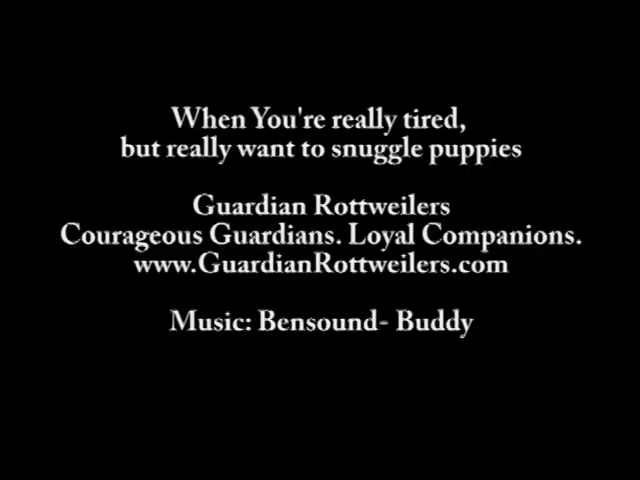 When You're really tired,
but really want to snuggle puppies
Guardian Rottweilers
Courageous Guardians. Loyal Companions.
www.GuardianRottweilers.com
Music: Bensound- Buddy